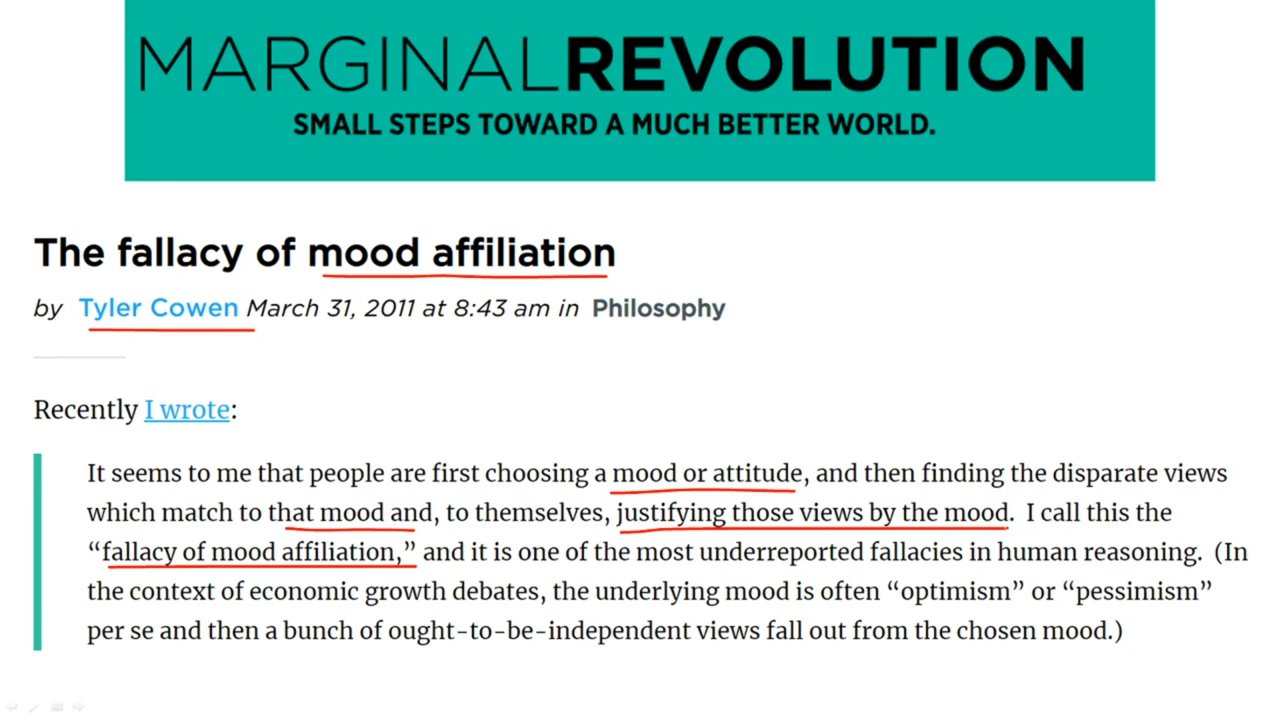 MARGINALREVOLUTION
SMALL STEPS TOWARD A MUCH BETTER WORLD.
The fallacy of mood affiliation
by Tyler Cowen March 31, 2011 at 8:43 am in Philosophy
Recently I wrote:
It seems to me that people are first choosing a mood or attitude, and then finding the disparate views
which match to that mood and, to themselves, justifying those views by the mood. I call this the
“fallacy of mood affiliation,” and it is one of the most underreported fallacies in human reasoning. (In
the context of economic growth debates, the underlying mood is often “optimism” or “pessimism”
per se and then a bunch of ought-to-be-independent views fall out from the chosen mood.)